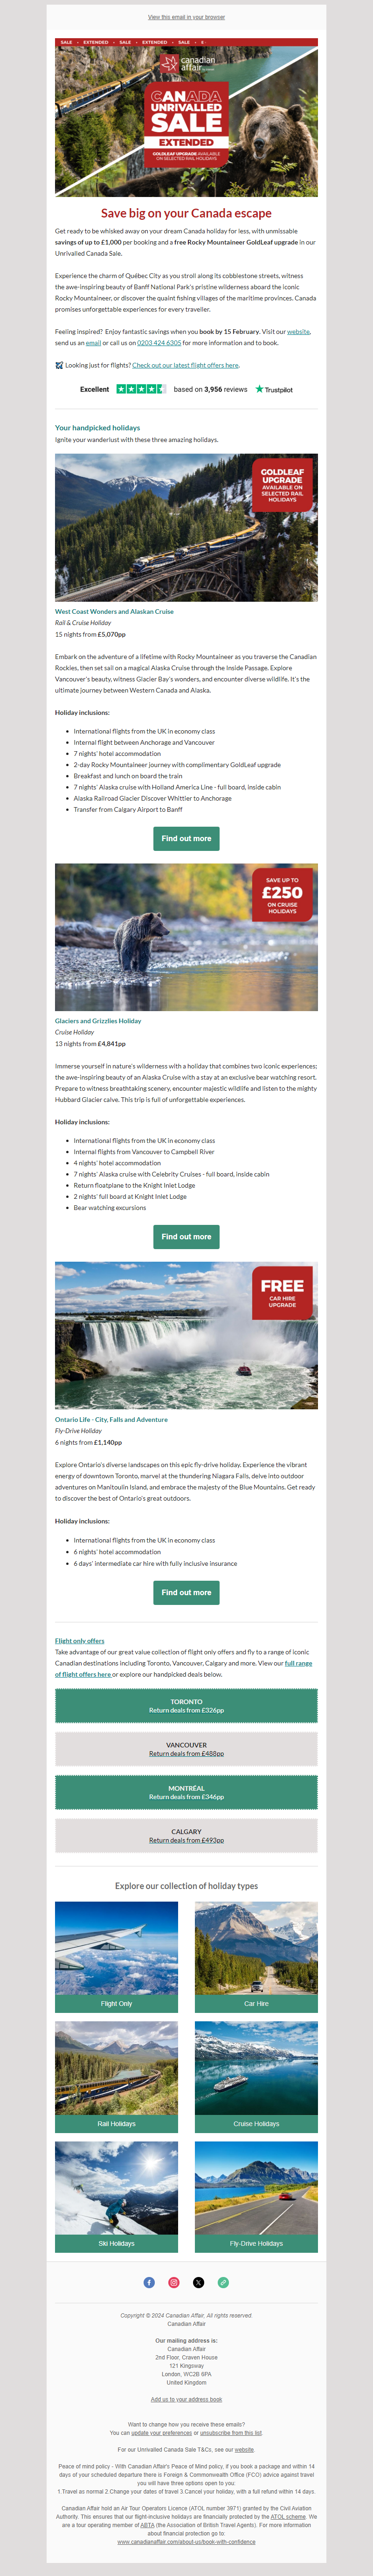 View this email in your browser
SALE • EXTENDED • SALE • EXTENDED • SALE • E
canadian
affair
CANADA
UNRIVALLED
SALE
EXTENDED
GOLDLEAF UPGRADE AVAILABLE
ON SELECTED RAIL HOLIDAYS
Save big on your Canada escape
Get ready to be whisked away on your dream Canada holiday for less, with unmissable
savings of up to £1,000 per booking and a free Rocky Mountaineer GoldLeaf upgrade in our
Unrivalled Canada Sale.
Experience the charm of Québec City as you stroll along its cobblestone streets, witness
the awe-inspiring beauty of Banff National Park's pristine wilderness aboard the iconic
Rocky Mountaineer, or discover the quaint fishing villages of the maritime provinces. Canada
promises unforgettable experiences for every traveller.
Feeling inspired? Enjoy fantastic savings when you book by 15 February. Visit our website,
send us an email or call us on 0203 424 6305 for more information and to book.
Looking just for flights? Check out our latest flight offers here.
Excellent based on 3,956 reviews Trustpilot
Your handpicked holidays
Ignite your wanderlust with these three amazing holidays.
GOLDLEAF
UPGRADE
AVAILABLE ON
SELECTED RAIL
HOLIDAYS
West Coast Wonders and Alaskan Cruise
Rail & Cruise Holiday
15 nights from £5,070pp
Embark on the adventure of a lifetime with Rocky Mountaineer as you traverse the Canadian
Rockies, then set sail on a magical Alaska Cruise through the Inside Passage. Explore
Vancouver's beauty, witness Glacier Bay's wonders, and encounter diverse wildlife. It's the
ultimate journey between Western Canada and Alaska.
Holiday inclusions:
• International flights from the UK in economy class
• Internal flight between Anchorage and Vancouver
• 7 nights' hotel accommodation
• 2-day Rocky Mountaineer journey with complimentary GoldLeaf upgrade
• Breakfast and lunch on board the train
• 7 nights' Alaska cruise with Holland America Line - full board, inside cabin
• Alaska Railroad Glacier Discover Whittier to Anchorage
• Transfer from Calgary Airport to Banff
Find out more
SAVE UP TO
£250
ON CRUISE
HOLIDAYS
Glaciers and Grizzlies Holiday
Cruise Holiday
13 nights from £4,841pp
Immerse yourself in nature's wilderness with a holiday that combines two iconic experiences;
the awe-inspiring beauty of an Alaska Cruise with a stay at an exclusive bear watching resort.
Prepare to witness breathtaking scenery, encounter majestic wildlife and listen to the mighty
Hubbard Glacier calve. This trip is full of unforgettable experiences.
Holiday inclusions:
• International flights from the UK in economy class
• Internal flights from Vancouver to Campbell River
• 4 nights' hotel accommodation
• 7 nights' Alaska cruise with Celebrity Cruises - full board, inside cabin
• Return floatplane to the Knight Inlet Lodge
• 2 nights' full board at Knight Inlet Lodge
• Bear watching excursions
Find out more
FREE
CAR HIRE
UPGRADE
Ontario Life - City, Falls and Adventure
Fly-Drive Holiday
6 nights from £1,140pp
Explore Ontario's diverse landscapes on this epic fly-drive holiday. Experience the vibrant
energy of downtown Toronto, marvel at the thundering Niagara Falls, delve into outdoor
adventures on Manitoulin Island, and embrace the majesty of the Blue Mountains. Get ready
to discover the best of Ontario's great outdoors.
Holiday inclusions:
• International flights from the UK in economy class
• 6 nights' hotel accommodation
• 6 days' intermediate car hire with fully inclusive insurance
Find out more
Flight only offers
Take advantage of our great value collection of flight only offers and fly to a range of iconic
Canadian destinations including Toronto, Vancouver, Calgary and more. View our full range
of flight offers here or explore our handpicked deals below.
TORONTO
Return deals from £326pp
VANCOUVER
Return deals from £488pp
MONTRÉAL
Return deals from £346pp
CALGARY
Return deals from £493pp
Explore our collection of holiday types
Flight Only
Car Hire
Rail Holidays
Cruise Holidays
Ski Holidays
Fly-Drive Holidays
Copyright © 2024 Canadian Affair, All rights reserved.
Canadian Affair
Our mailing address is:
Canadian Affair
2nd Floor, Craven House
121 Kingsway
London, WC2B 6PA
United Kingdom
Add us to your address book
Want to change how you receive these emails?
You can update your preferences or unsubscribe from this list.
For our Unrivalled Canada Sale T&Cs, see our website.
Peace of mind policy - With Canadian Affair's Peace of Mind policy, if you book a package and within 14
days of your scheduled departure there is Foreign & Commonwealth Office (FCO) advice against travel
you will have three options open to you:
1.Travel as normal 2.Change your dates of travel 3.Cancel your holiday, with a full refund within 14 days.
Canadian Affair hold an Air Tour Operators Licence (ATOL number 3971) granted by the Civil Aviation
Authority. This ensures that our flight-inclusive holidays are financially protected by the ATOL scheme. We
are a tour operating member of ABTA (the Association of British Travel Agents). For more information
about financial protection go to:
www.canadianaffair.com/about-us/book-with-confidence